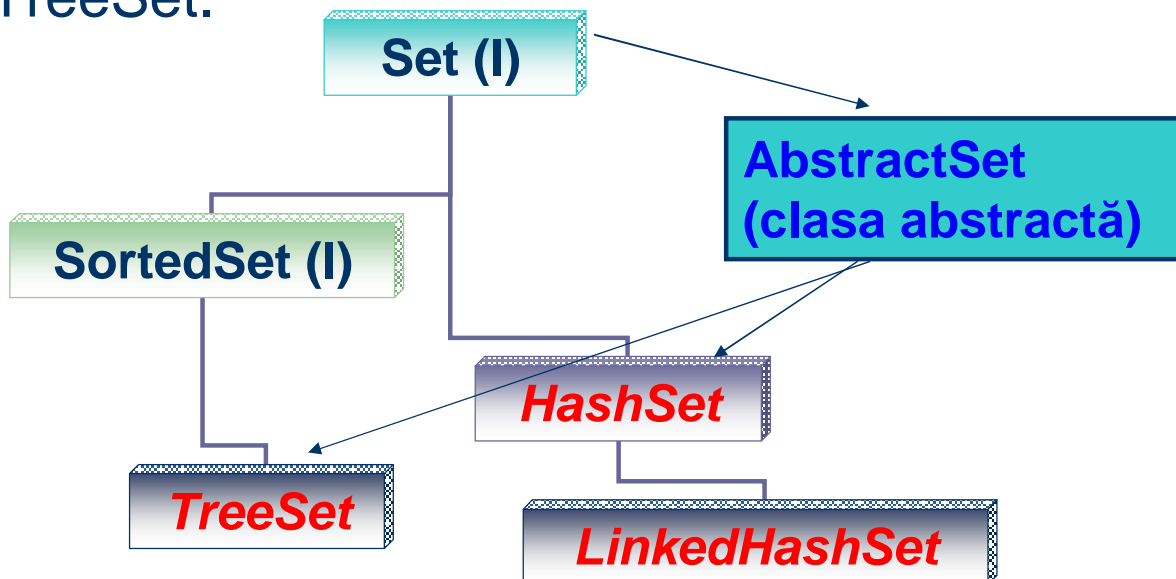 TreeSet.
Set (I)
AbstractSet
(clasa abstractă)
SortedSet (I)
HashSet
TreeSet
LinkedHashSet